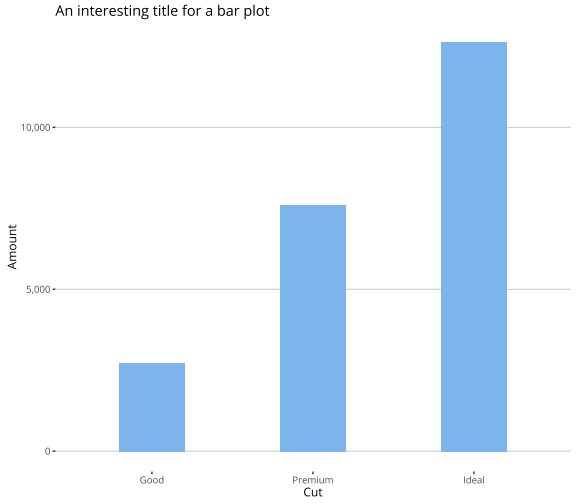 An interesting title for a bar plot
10,000
5,000
0
Amount
Good Premium Ideal
Cut